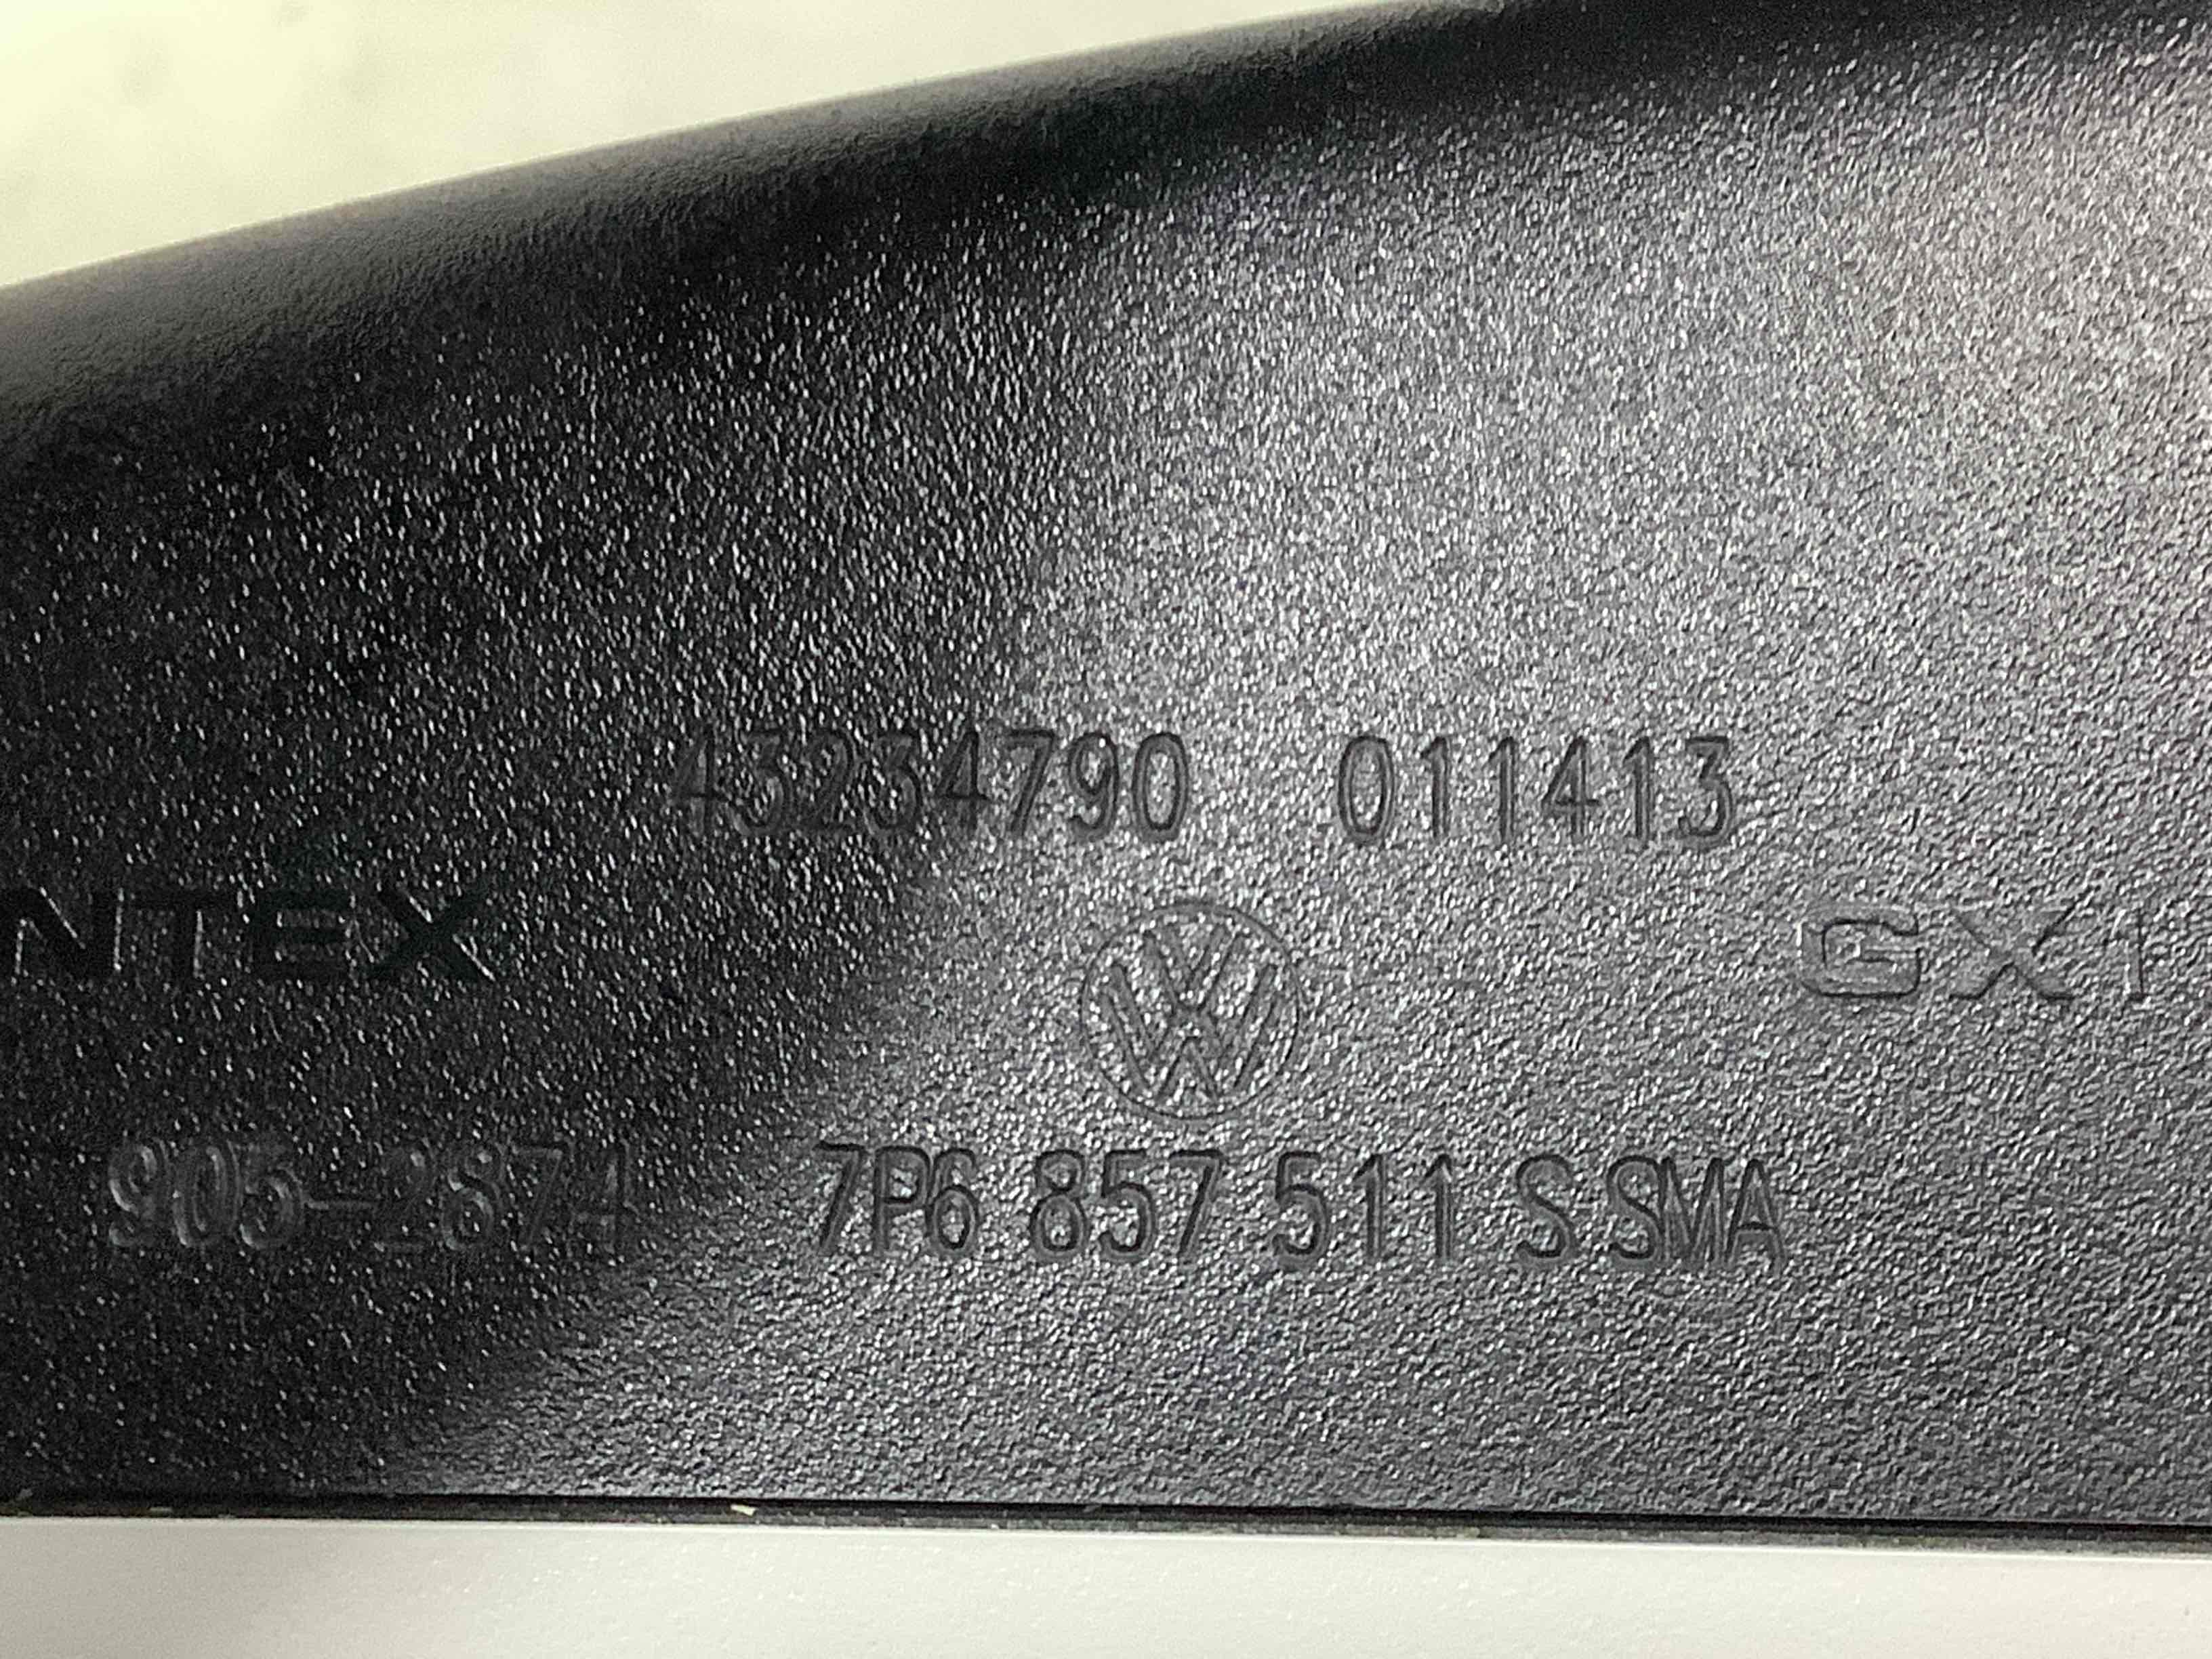 43234790 011413
NTEX
GX1
905-2874 7P6 857 511 S SMA